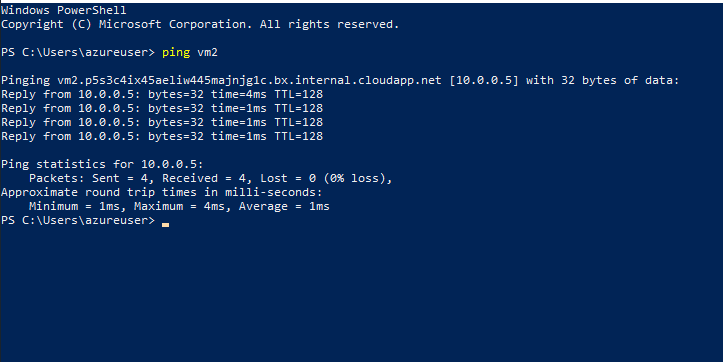 Windows PowerShell
Copyright (C) Microsoft Corporation. All rights reserved.
PS C:\Users\azureuser> ping vm2
Pinging vm2.p5s3c4ix45aeliw445majnjg1c.bx.internal.cloudapp.net [10.0.0.5] with 32 bytes of data:
Reply from 10.0.0.5: bytes=32 time=4ms TTL=128
Reply from 10.0.0.5: bytes=32 time=1ms TTL=128
Reply from 10.0.0.5: bytes=32 time=1ms TTL=128
Reply from 10.0.0.5: bytes=32 time=1ms TTL=128
Ping statistics for 10.0.0.5:
    Packets: Sent = 4, Received = 4, Lost = 0 (0% loss),
Approximate round trip times in milli-seconds:
    Minimum = 1ms, Maximum = 4ms, Average = 1ms
PS C:\Users\azureuser>